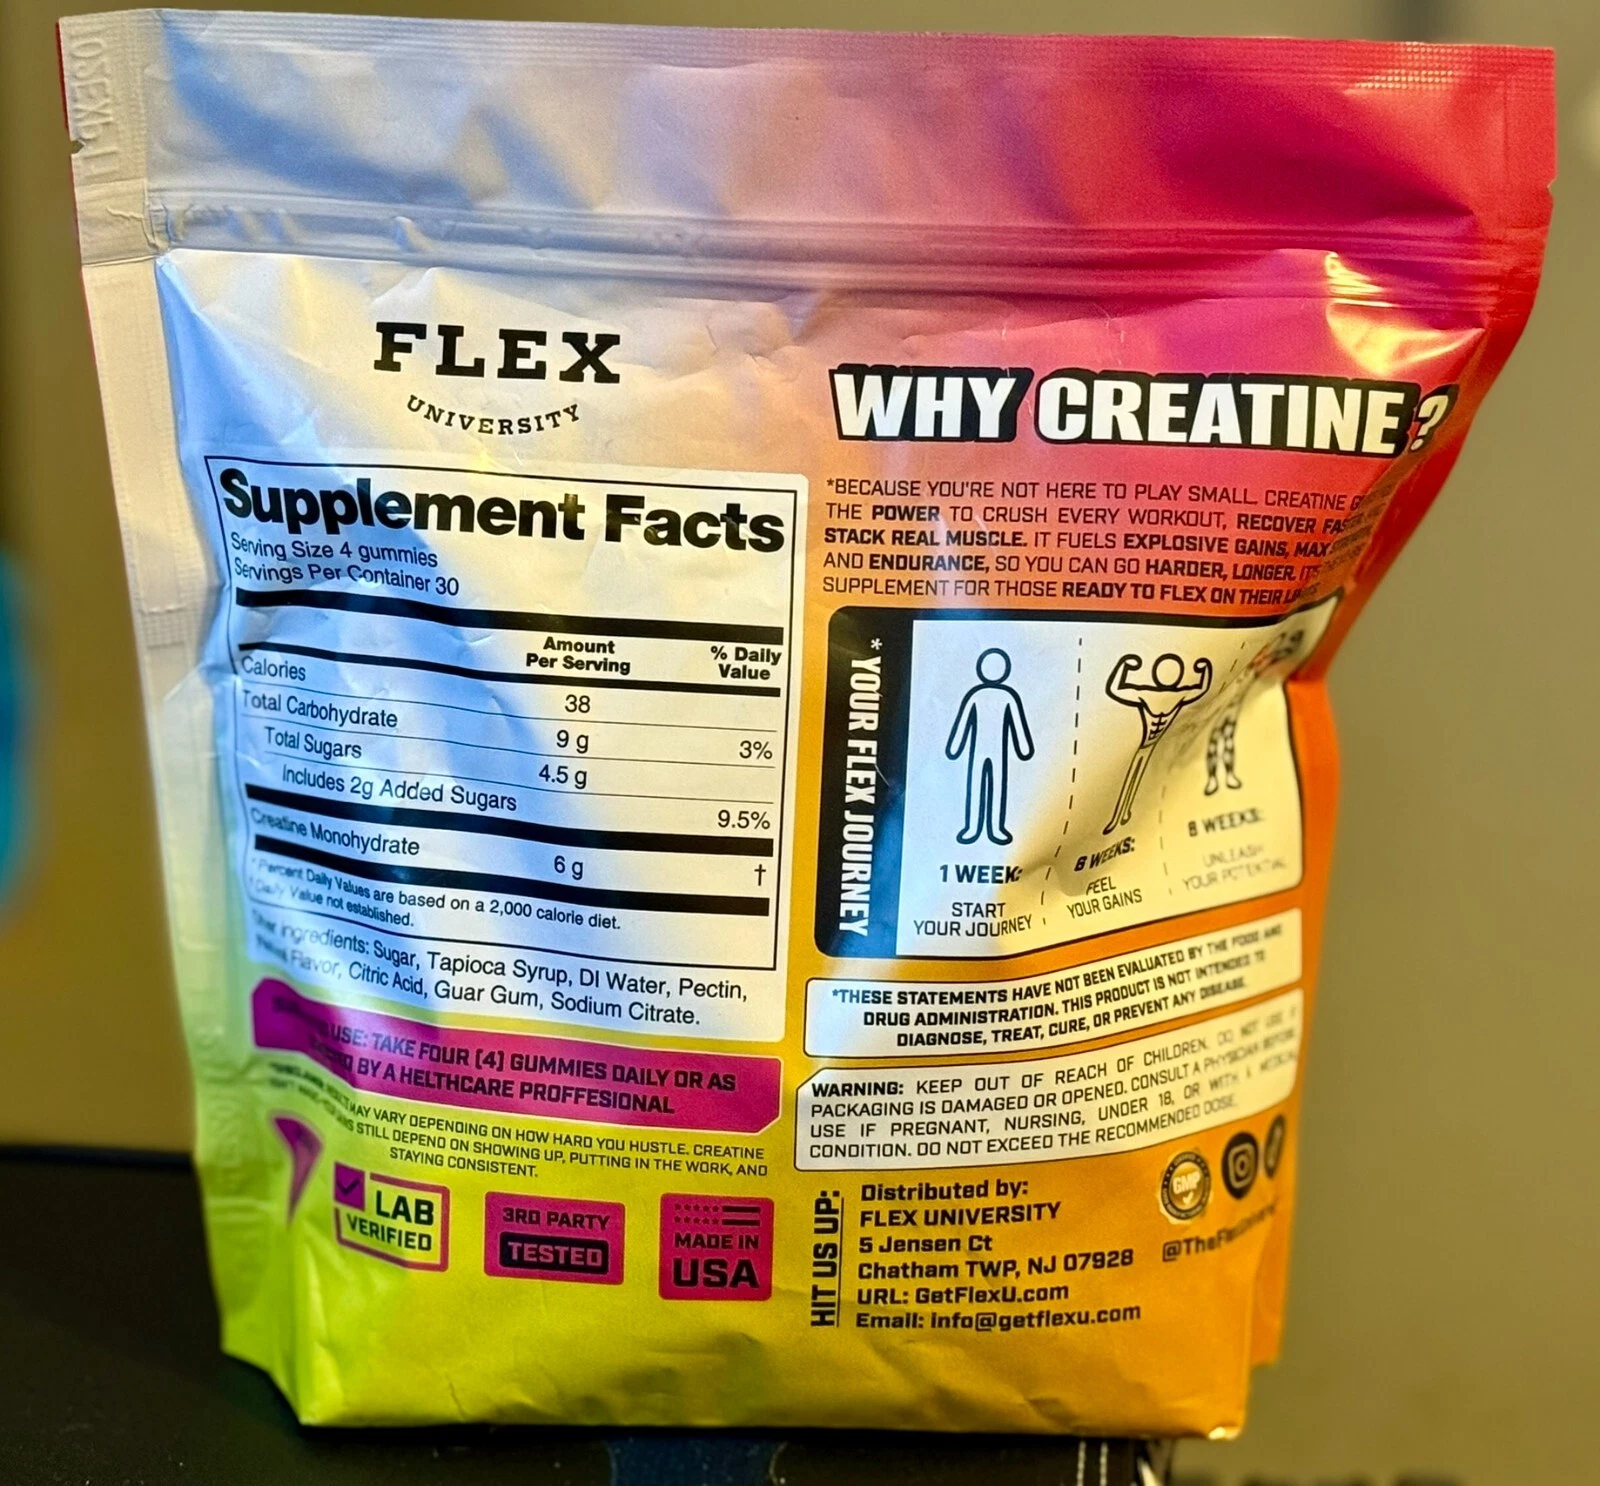 FLEX
UNIVERSITY
Supplement Facts
Serving Size 4 gummies
Servings Per Container 30
Amount
Per Serving
% Daily
Value
Calories 38
Total Carbohydrate 9 g 3%
Total Sugars 4.5 g
Includes 2g Added Sugars 9.5%
Creatine Monohydrate 6 g †
* Percent Daily Values are based on a 2,000 calorie diet.
Daily Value not established.
ingredients: Sugar, Tapioca Syrup, DI Water, Pectin,
Flavor, Citric Acid, Guar Gum, Sodium Citrate.
USE: TAKE FOUR [4] GUMMIES DAILY OR AS
BY A HELTHCARE PROFFESIONAL
MAY VARY DEPENDING ON HOW HARD YOU HUSTLE. CREATINE
STILL DEPEND ON SHOWING UP, PUTTING IN THE WORK, AND
STAYING CONSISTENT.
LAB
VERIFIED
3RD PARTY
TESTED
MADE IN
USA
WHY CREATINE?
*BECAUSE YOU'RE NOT HERE TO PLAY SMALL. CREATINE
THE POWER TO CRUSH EVERY WORKOUT, RECOVER
STACK REAL MUSCLE. IT FUELS EXPLOSIVE GAINS, MAX
AND ENDURANCE, SO YOU CAN GO HARDER, LONGER.
SUPPLEMENT FOR THOSE READY TO FLEX ON THEIR
* YOUR FLEX JOURNEY
1 WEEK:
START
YOUR JOURNEY
6 WEEKS:
FEEL
YOUR GAINS
8 WEEKS:
UNLEASH
YOUR POTENTIAL
*THESE STATEMENTS HAVE NOT BEEN EVALUATED BY THE FOOD AND
DRUG ADMINISTRATION. THIS PRODUCT IS NOT INTENDED TO
DIAGNOSE, TREAT, CURE, OR PREVENT ANY DISEASE.
WARNING: KEEP OUT OF REACH OF CHILDREN. DO NOT USE IF
PACKAGING IS DAMAGED OR OPENED. CONSULT A PHYSICIAN BEFORE
USE IF PREGNANT, NURSING, UNDER 18, OR WITH A MEDICAL
CONDITION. DO NOT EXCEED THE RECOMMENDED DOSE.
HIT US UP:
Distributed by:
FLEX UNIVERSITY
5 Jensen Ct
Chatham TWP, NJ 07928
URL: GetFlexU.com
Email: info@getflexu.com
GMP